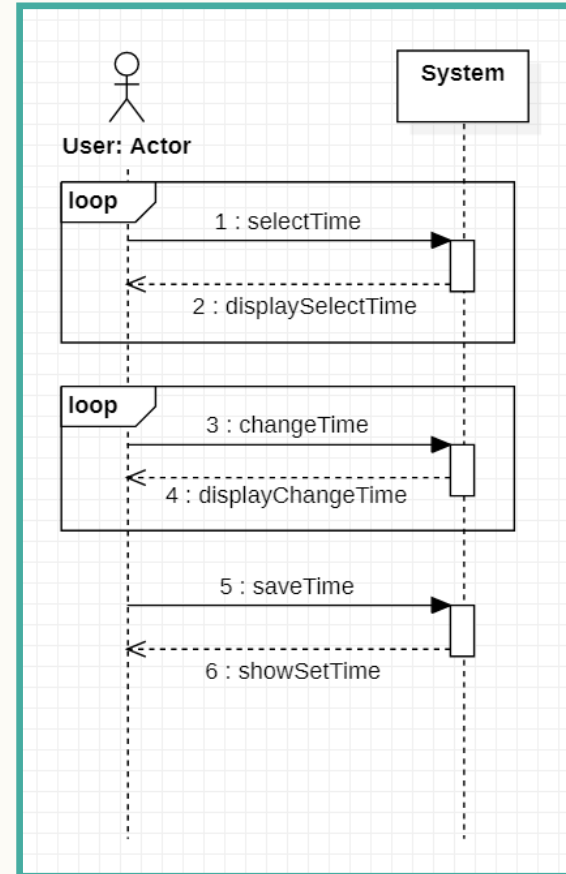 System
User: Actor
loop
1 : selectTime
2 : displaySelectTime
loop
3 : changeTime
4 : displayChangeTime
5 : saveTime
6 : showSetTime